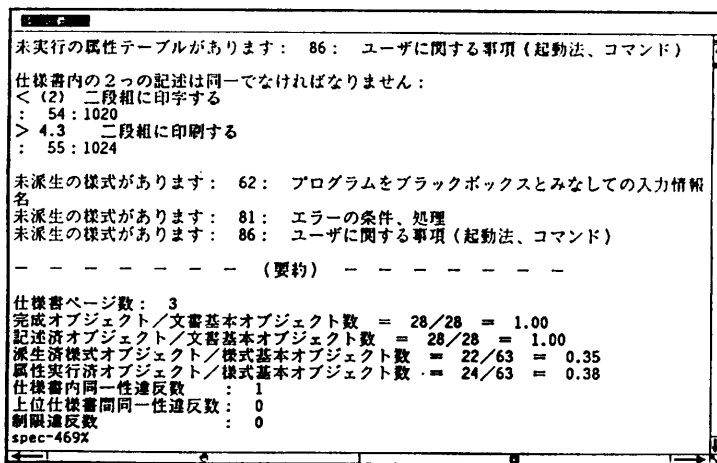 未実行の属性テーブルがあります： 86： ユーザに関する事項（起動法、コマンド）
仕様書内の２つの記述は同一でなければなりません：
< (2) 二段組に印字する
: 54：1020
> 4.3 二段組に印刷する
: 55：1024
未派生の様式があります： 62： プログラムをブラックボックスとみなしての入力情報
名
未派生の様式があります： 81： エラーの条件、処理
未派生の様式があります： 86： ユーザに関する事項（起動法、コマンド）
－ － － － － － － （要約） － － － － － － －
仕様書ページ数： 3
完成オブジェクト／文書基本オブジェクト数 ＝ 28／28 ＝ 1.00
記述済オブジェクト／文書基本オブジェクト数 ＝ 28／28 ＝ 1.00
派生済様式オブジェクト／様式基本オブジェクト数 ＝ 22／63 ＝ 0.35
属性実行済オブジェクト／様式基本オブジェクト数 ＝ 24／63 ＝ 0.38
仕様書内同一性違反数 ： 1
上位仕様書間同一性違反数： 0
制限違反数 ： 0
spec-469%